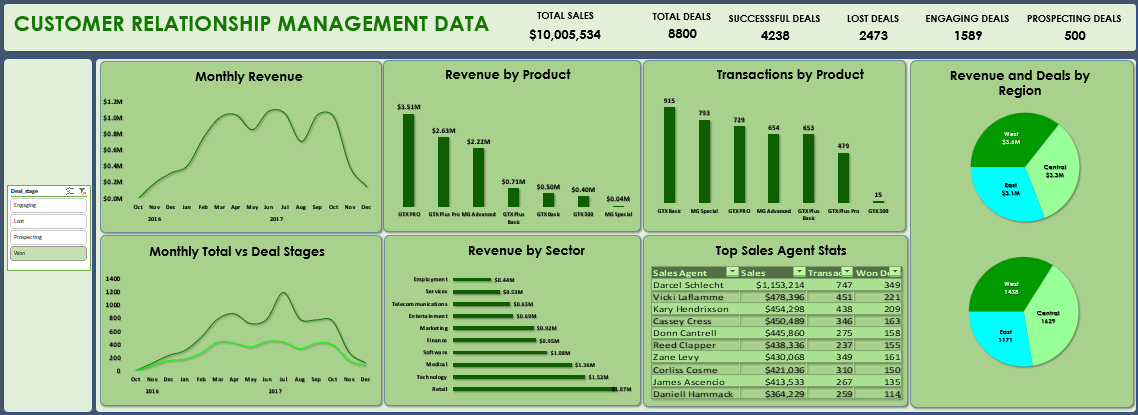 CUSTOMER RELATIONSHIP MANAGEMENT DATA
TOTAL SALES
$10,005,534
TOTAL DEALS
8800
SUCCESSSFUL DEALS
4238
LOST DEALS
2473
ENGAGING DEALS
1589
PROSPECTING DEALS
500
Deal_stage
Engaging
Lost
Prospecting
Won
Monthly Revenue
$1.2M
$1.0M
$0.8M
$0.6M
$0.4M
$0.2M
$0.0M
Oct Nov Dec Jan Feb Mar Apr May Jun Jul Aug Sep Oct Nov Dec
2016 2017
Revenue by Product
$3.51M
$2.63M
$2.22M
$0.71M
$0.50M
$0.40M
$0.04M
GTX PRO GTX Plus Pro MG Advanced GTX Plus Basic GTX Basic GTK 500 MG Special
Transactions by Product
915
793
729
654
653
479
15
GTX Basic MG Special GTX PRO MG Advanced GTX Plus Basic GTX Plus Pro GTK 500
Revenue and Deals by
Region
West
$3.6M
Central
$3.3M
East
$3.1M
West
1438
Central
1629
East
1171
Monthly Total vs Deal Stages
1400
1200
1000
800
600
400
200
0
Oct Nov Dec Jan Feb Mar Apr May Jun Jul Aug Sep Oct Nov Dec
2016 2017
Revenue by Sector
Employment $0.44M
Services $0.53M
Telecommunications $0.65M
Entertainment $0.69M
Marketing $0.92M
Finance $0.95M
Software $1.08M
Medical $1.36M
Technology $1.52M
Retail $1.87M
Top Sales Agent Stats
Sales Agent Sales Transac Won De
Darcel Schlecht $1,153,214 747 349
Vicki Laflamme $478,396 451 221
Kary Hendrixson $454,298 438 209
Cassey Cress $450,489 346 163
Donn Cantrell $445,860 275 158
Reed Clapper $438,336 237 155
Zane Levy $430,068 349 161
Corliss Cosme $421,036 310 150
James Ascencio $413,533 267 135
Daniell Hammack $364,229 259 114